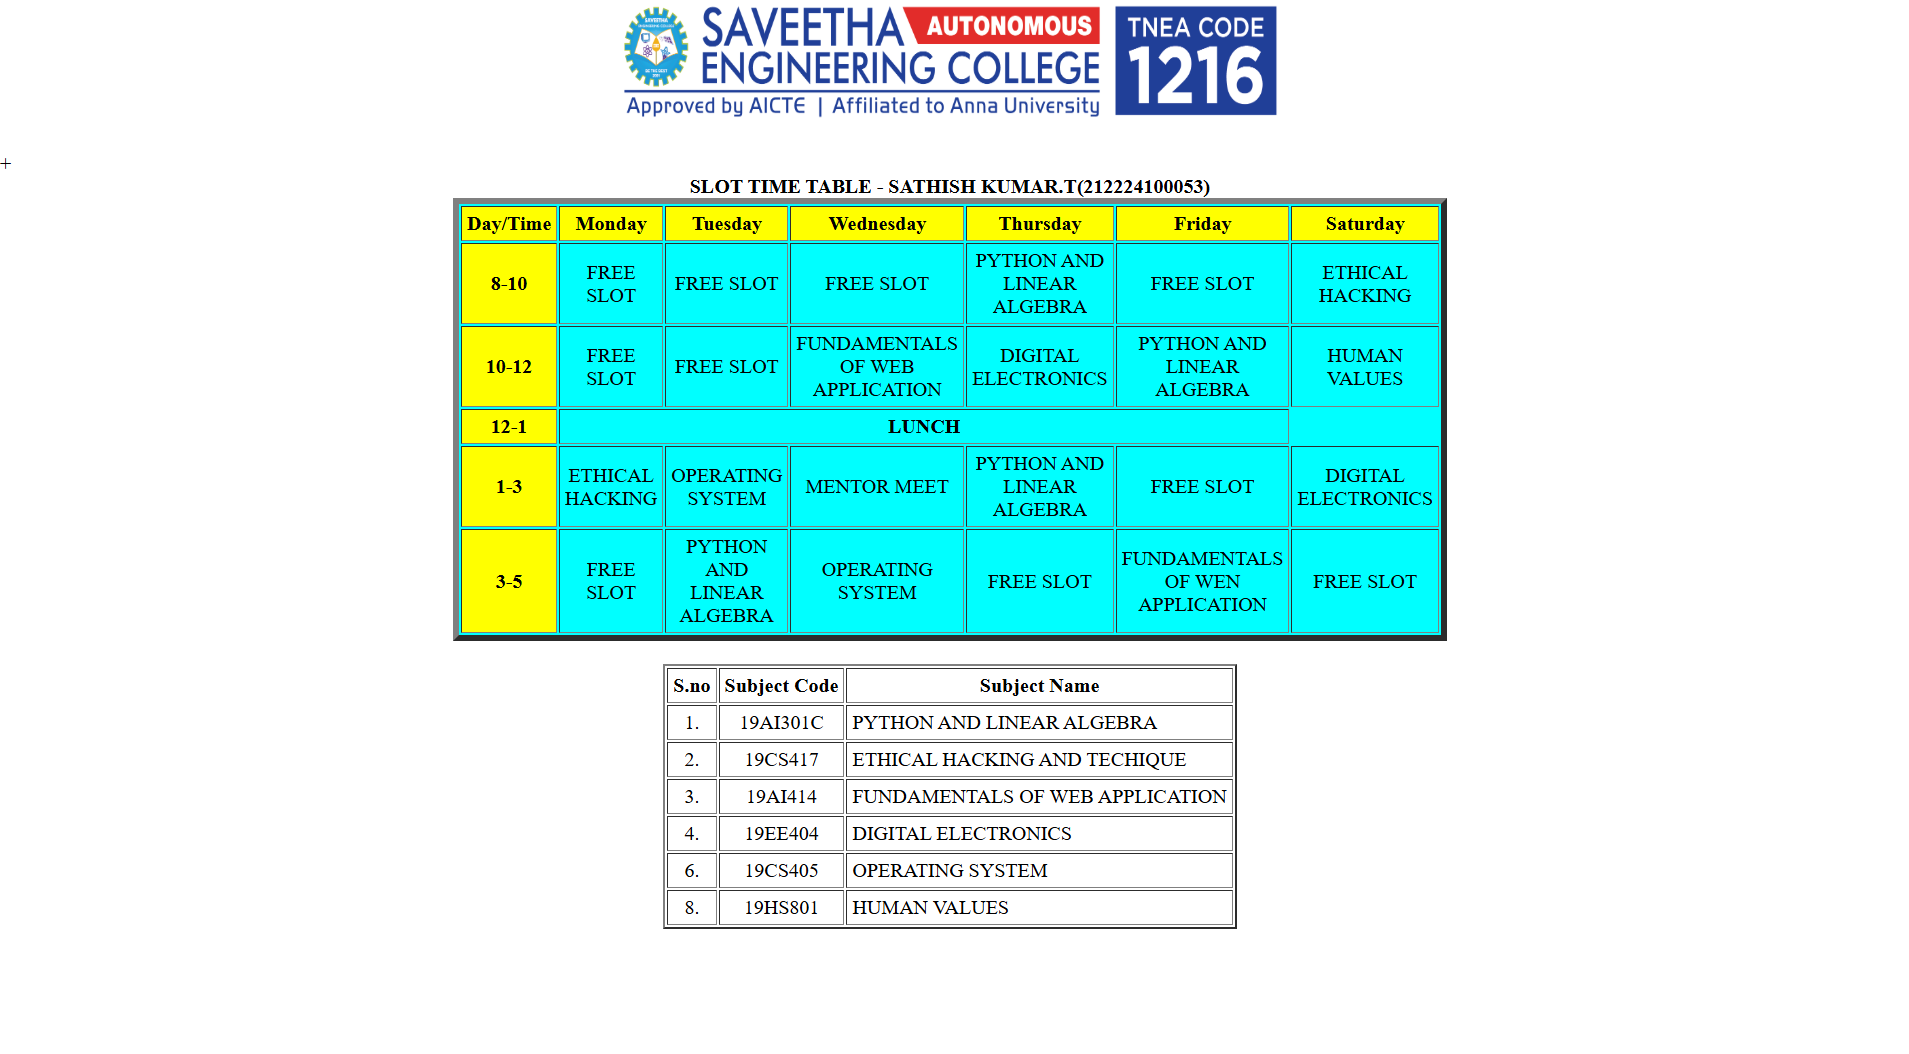 SAVEETHA AUTONOMOUS
ENGINEERING COLLEGE
Approved by AICTE | Affiliated to Anna University
TNEA CODE
1216
+
SLOT TIME TABLE - SATHISH KUMAR.T(212224100053)
Day/Time Monday Tuesday Wednesday Thursday Friday Saturday
8-10
FREE
SLOT
FREE SLOT
FREE SLOT
PYTHON AND
LINEAR
ALGEBRA
FREE SLOT
ETHICAL
HACKING
10-12
FREE
SLOT
FREE SLOT
FUNDAMENTALS
OF WEB
APPLICATION
DIGITAL
ELECTRONICS
PYTHON AND
LINEAR
ALGEBRA
HUMAN
VALUES
12-1 LUNCH
1-3
ETHICAL
HACKING
OPERATING
SYSTEM
MENTOR MEET
PYTHON AND
LINEAR
ALGEBRA
FREE SLOT
DIGITAL
ELECTRONICS
3-5
FREE
SLOT
PYTHON
AND
LINEAR
ALGEBRA
OPERATING
SYSTEM
FREE SLOT
FUNDAMENTALS
OF WEN
APPLICATION
FREE SLOT
S.no Subject Code Subject Name
1. 19AI301C PYTHON AND LINEAR ALGEBRA
2. 19CS417 ETHICAL HACKING AND TECHIQUE
3. 19AI414 FUNDAMENTALS OF WEB APPLICATION
4. 19EE404 DIGITAL ELECTRONICS
6. 19CS405 OPERATING SYSTEM
8. 19HS801 HUMAN VALUES